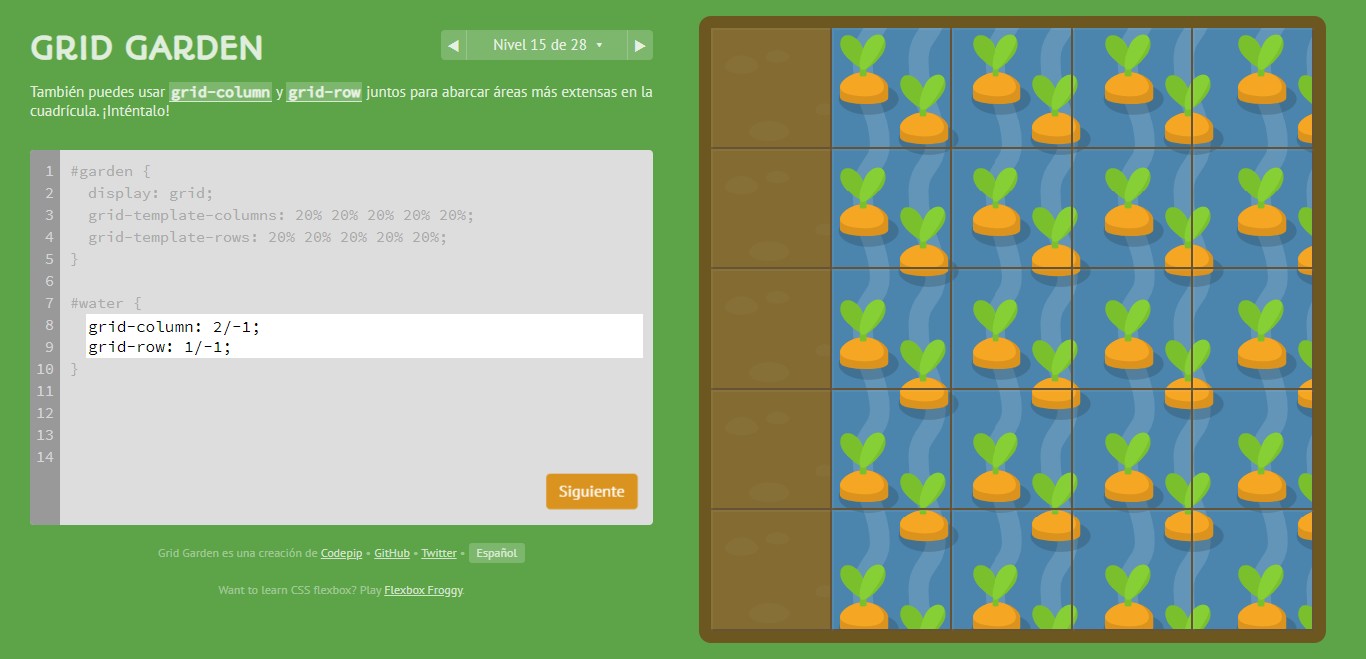 GRID GARDEN
◀ Nivel 15 de 28 ▾ ▶
También puedes usar grid-column y grid-row juntos para abarcar áreas más extensas en la
cuadrícula. ¡Inténtalo!
1 #garden {
2 display: grid;
3 grid-template-columns: 20% 20% 20% 20% 20%;
4 grid-template-rows: 20% 20% 20% 20% 20%;
5 }
6
7 #water {
8 grid-column: 2/-1;
9 grid-row: 1/-1;
10 }
11
12
13
14
Siguiente
Grid Garden es una creación de Codepip • GitHub • Twitter • Español
Want to learn CSS flexbox? Play Flexbox Froggy.